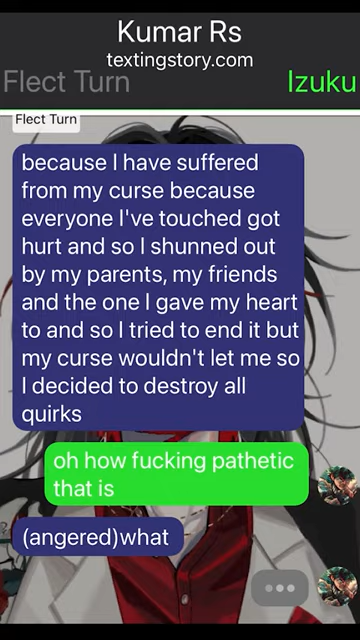 Kumar Rs
textingstory.com
Flect Turn
Izuku
Flect Turn
because I have suffered
from my curse because
everyone I've touched got
hurt and so I shunned out
by my parents, my friends
and the one I gave my heart
to and so I tried to end it but
my curse wouldn't let me so
I decided to destroy all
quirks
oh how fucking pathetic
that is
(angered)what